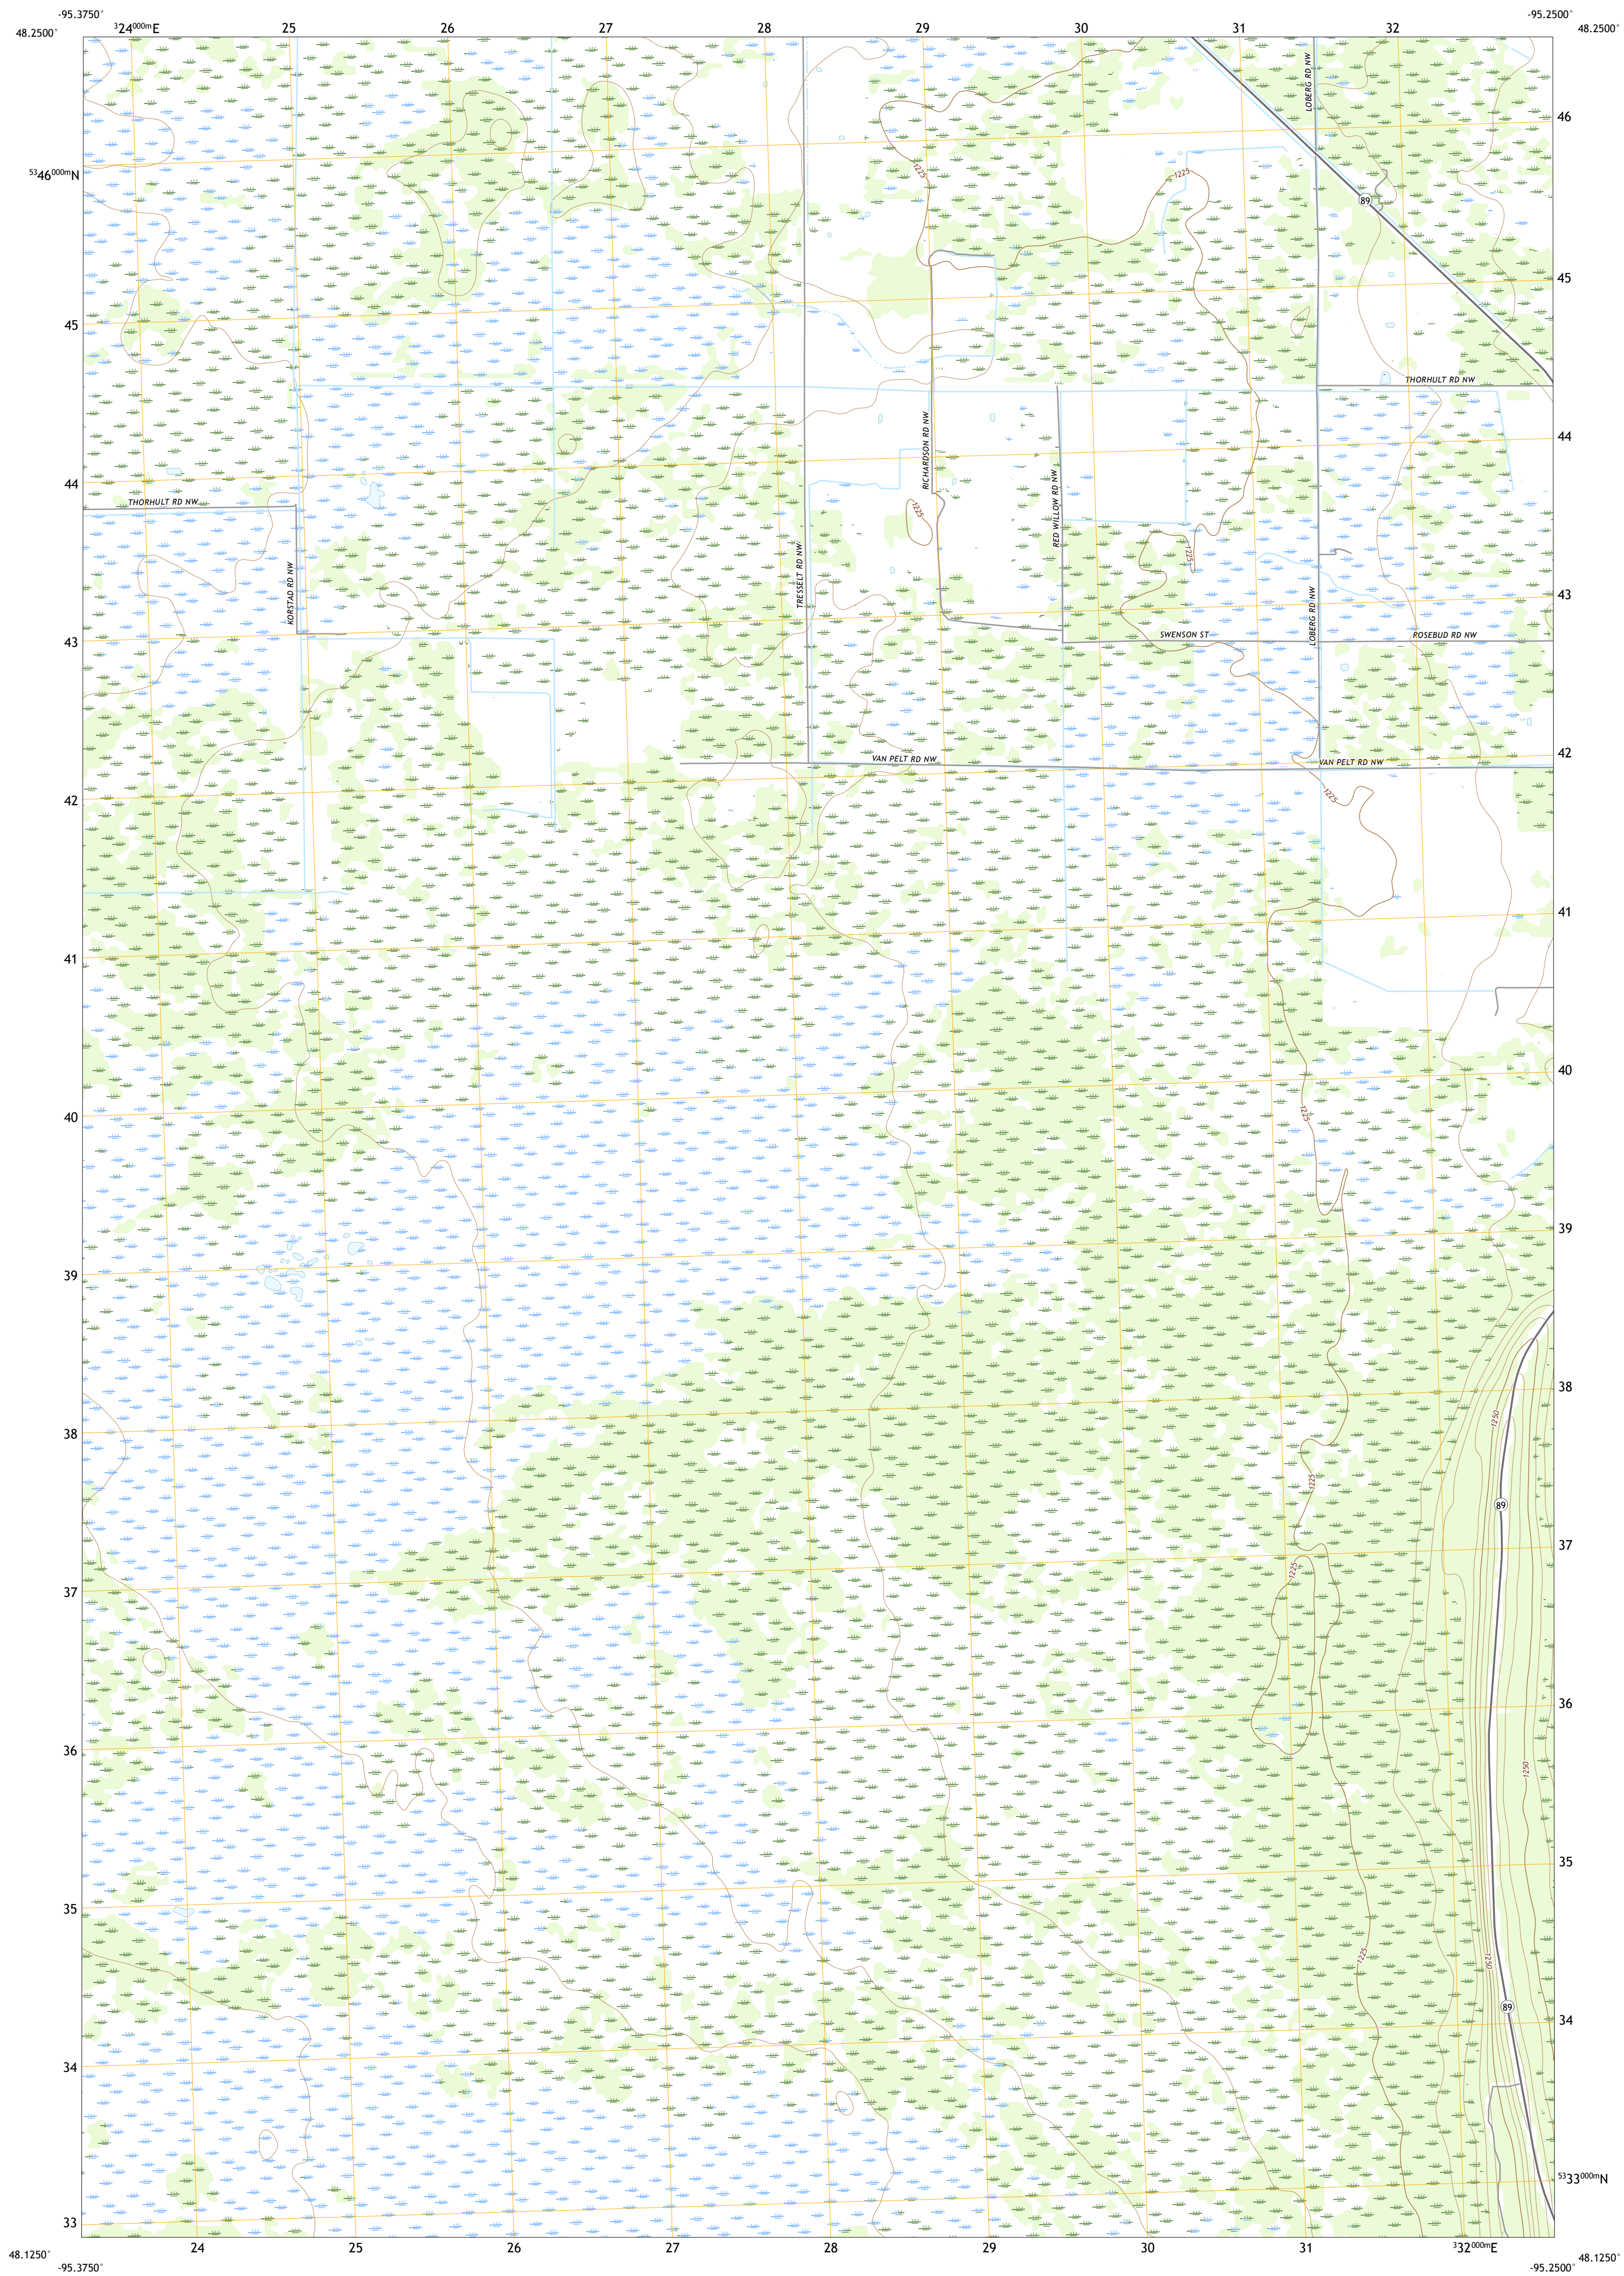 -95.3750° -95.2500°
48.2500° ³24⁰⁰⁰ᵐE 25 26 27 28 29 30 31 32 48.2500°
LOBERG RD NW
46
⁵³46⁰⁰⁰ᵐN
1225
1225
89
45
45
THORHULT RD NW
RICHARDSON RD NW
44
44
THORHULT RD NW
RED WILLOW RD NW
1225
1225
KORSTAD RD NW
TRESSELT RD NW
LOBERG RD NW
43
43
SWENSON ST
ROSEBUD RD NW
42
VAN PELT RD NW
VAN PELT RD NW
1225
42
41
41
40
40
1225
39
39
38
1250
38
1225
89
37
1225
37
36
36
1250
35
35
1225
1250
89
34
34
⁵³33⁰⁰⁰ᵐN
33
24 25 26 27 28 29 30 31 ³32⁰⁰⁰ᵐE
48.1250° 48.1250°
-95.3750° -95.2500°